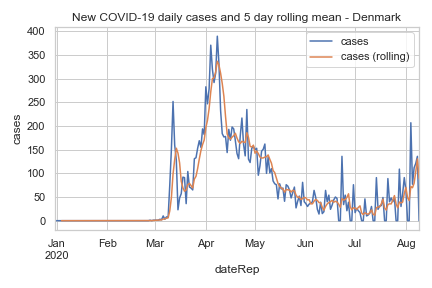 New COVID-19 daily cases and 5 day rolling mean - Denmark
cases
cases (rolling)
400
350
300
250
200
150
100
50
0
cases
Jan
2020
Feb
Mar
Apr
May
Jun
Jul
Aug
dateRep